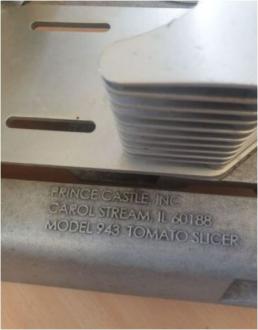 PRINCE CASTLE, INC
CAROL STREAM, IL 60188
MODEL 943 TOMATO SLICER